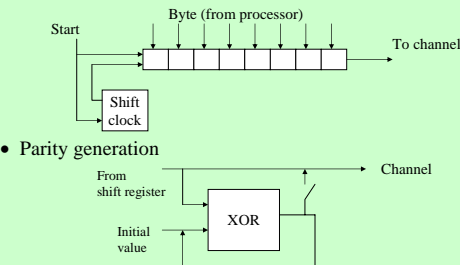 Byte (from processor)
Start
To channel
Shift
clock
• Parity generation
From
shift register
Channel
XOR
Initial
value